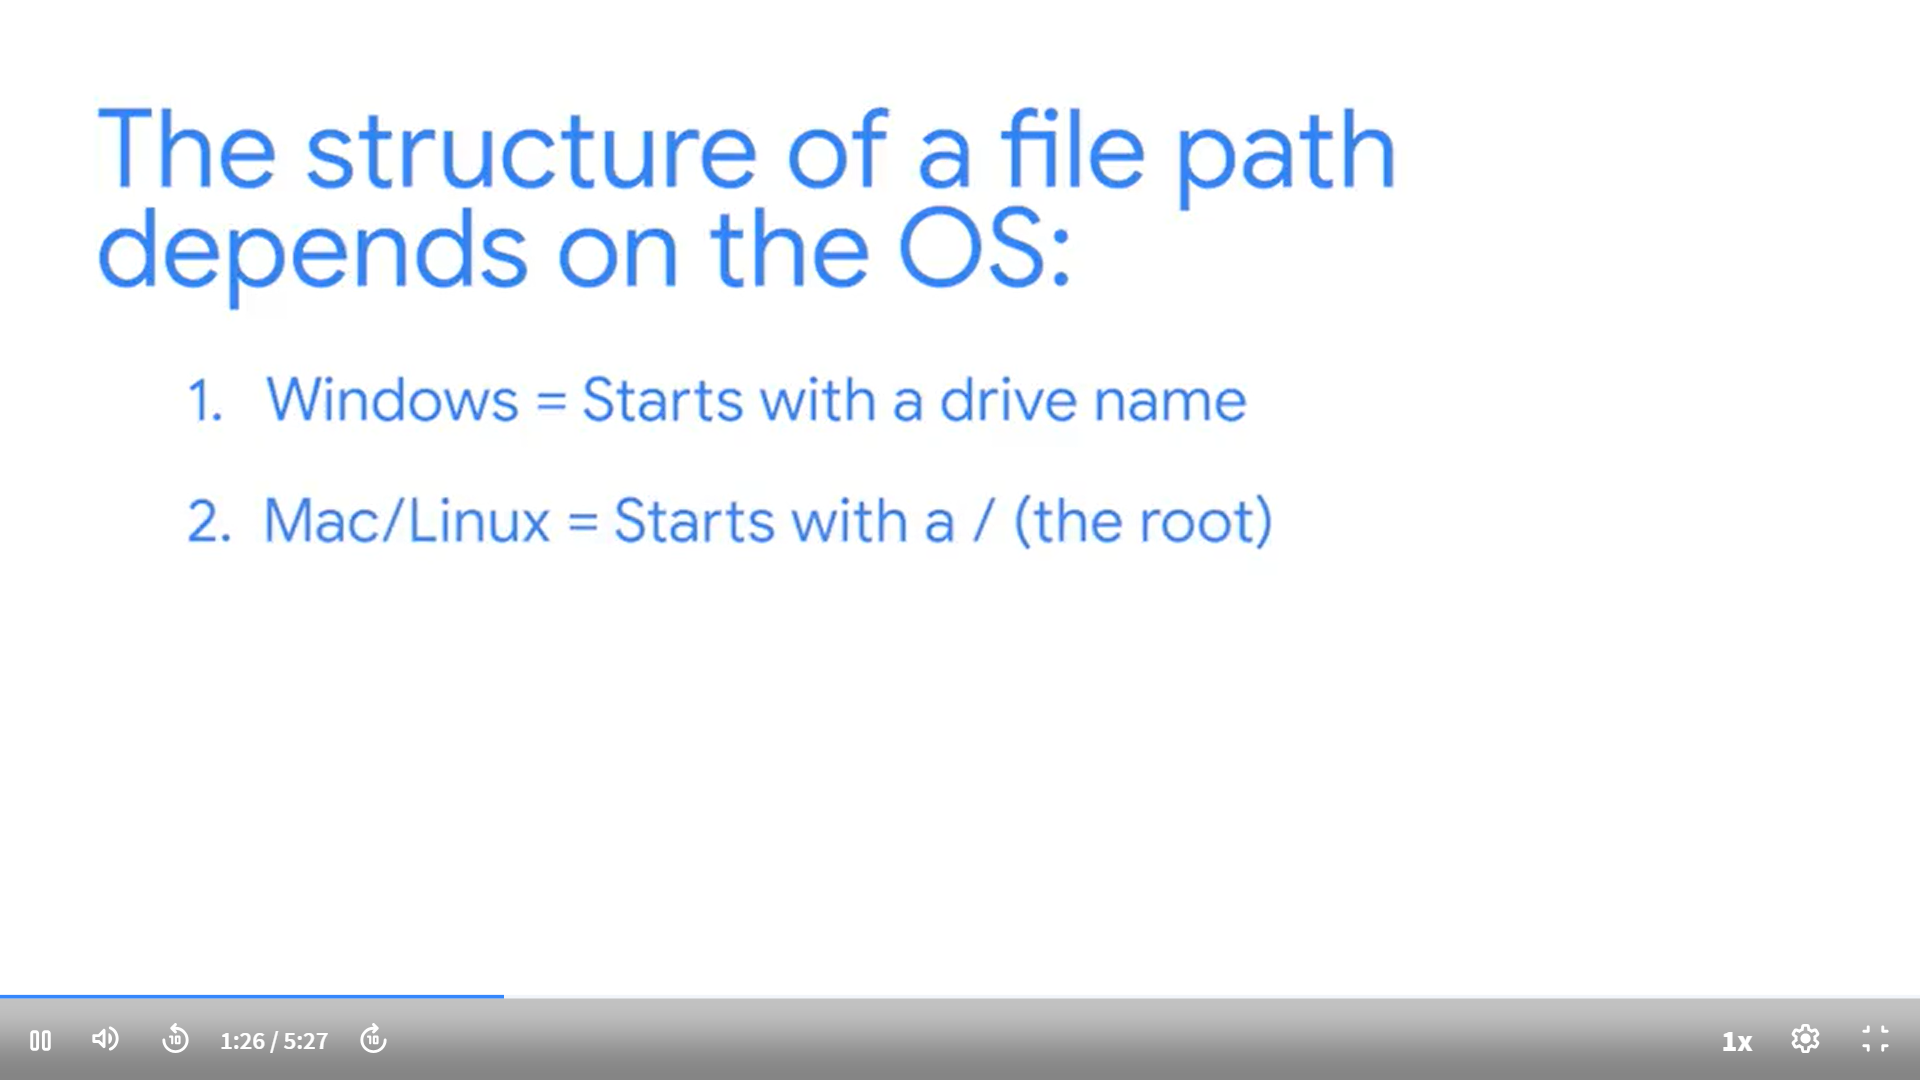 The structure of a file path
depends on the OS:
1. Windows = Starts with a drive name
2. Mac/Linux = Starts with a / (the root)
10 1:26 / 5:27 10 1x